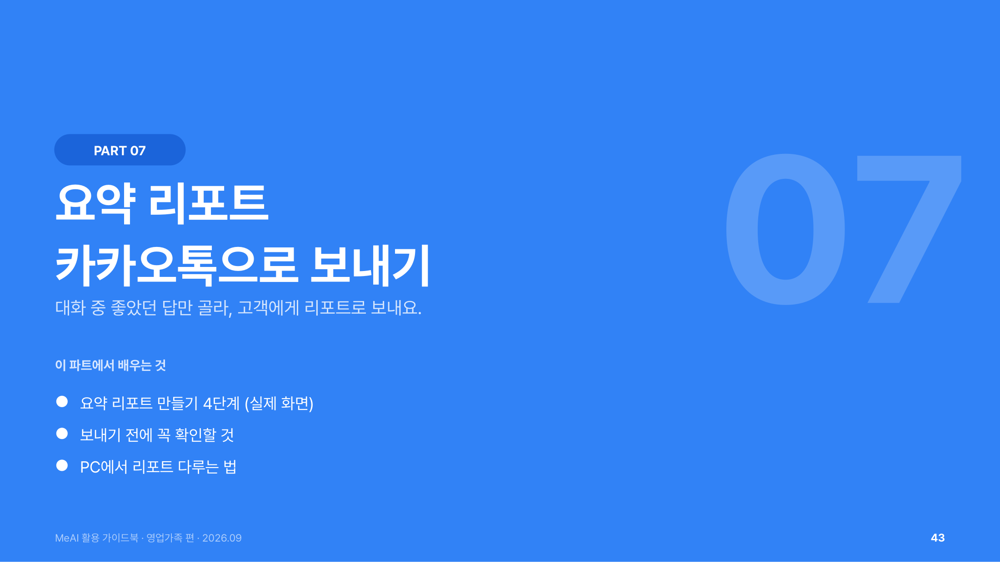 PART 07
요약 리포트
카카오톡으로 보내기
대화 중 좋았던 답만 골라, 고객에게 리포트로 보내요.
07
이 파트에서 배우는 것
요약 리포트 만들기 4단계 (실제 화면)
보내기 전에 꼭 확인할 것
PC에서 리포트 다루는 법
MeAI 활용 가이드북 · 영업가족 편 · 2026.09
43